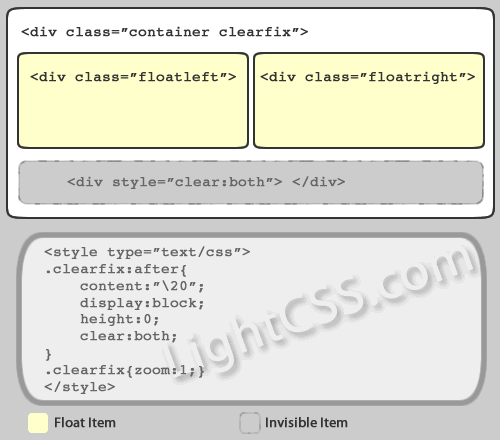 <div class=”container clearfix”>
<div class=”floatleft”>
<div class=”floatright”>
<div style=”clear:both”> </div>
<style type=”text/css”>
.clearfix:after{
content:”\20”;
display:block;
height:0;
clear:both;
}
.clearfix{zoom:1;}
</style>
LightCSS.com
Float Item
Invisible Item